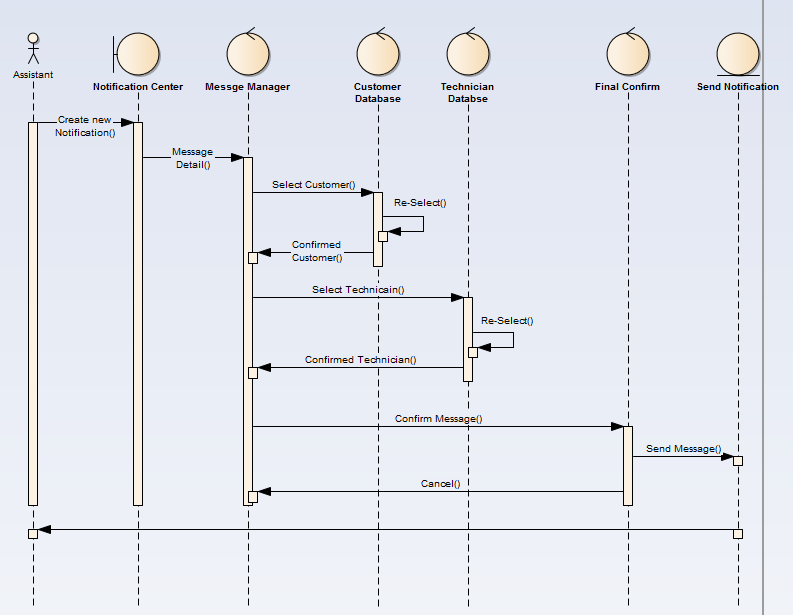 Assistant
Notification Center
Messge Manager
Customer
Database
Technician
Databse
Final Confirm
Send Notification
Create new
Notification()
Message
Detail()
Select Customer()
Re-Select()
Confirmed
Customer()
Select Technicain()
Re-Select()
Confirmed Technician()
Confirm Message()
Send Message()
Cancel()